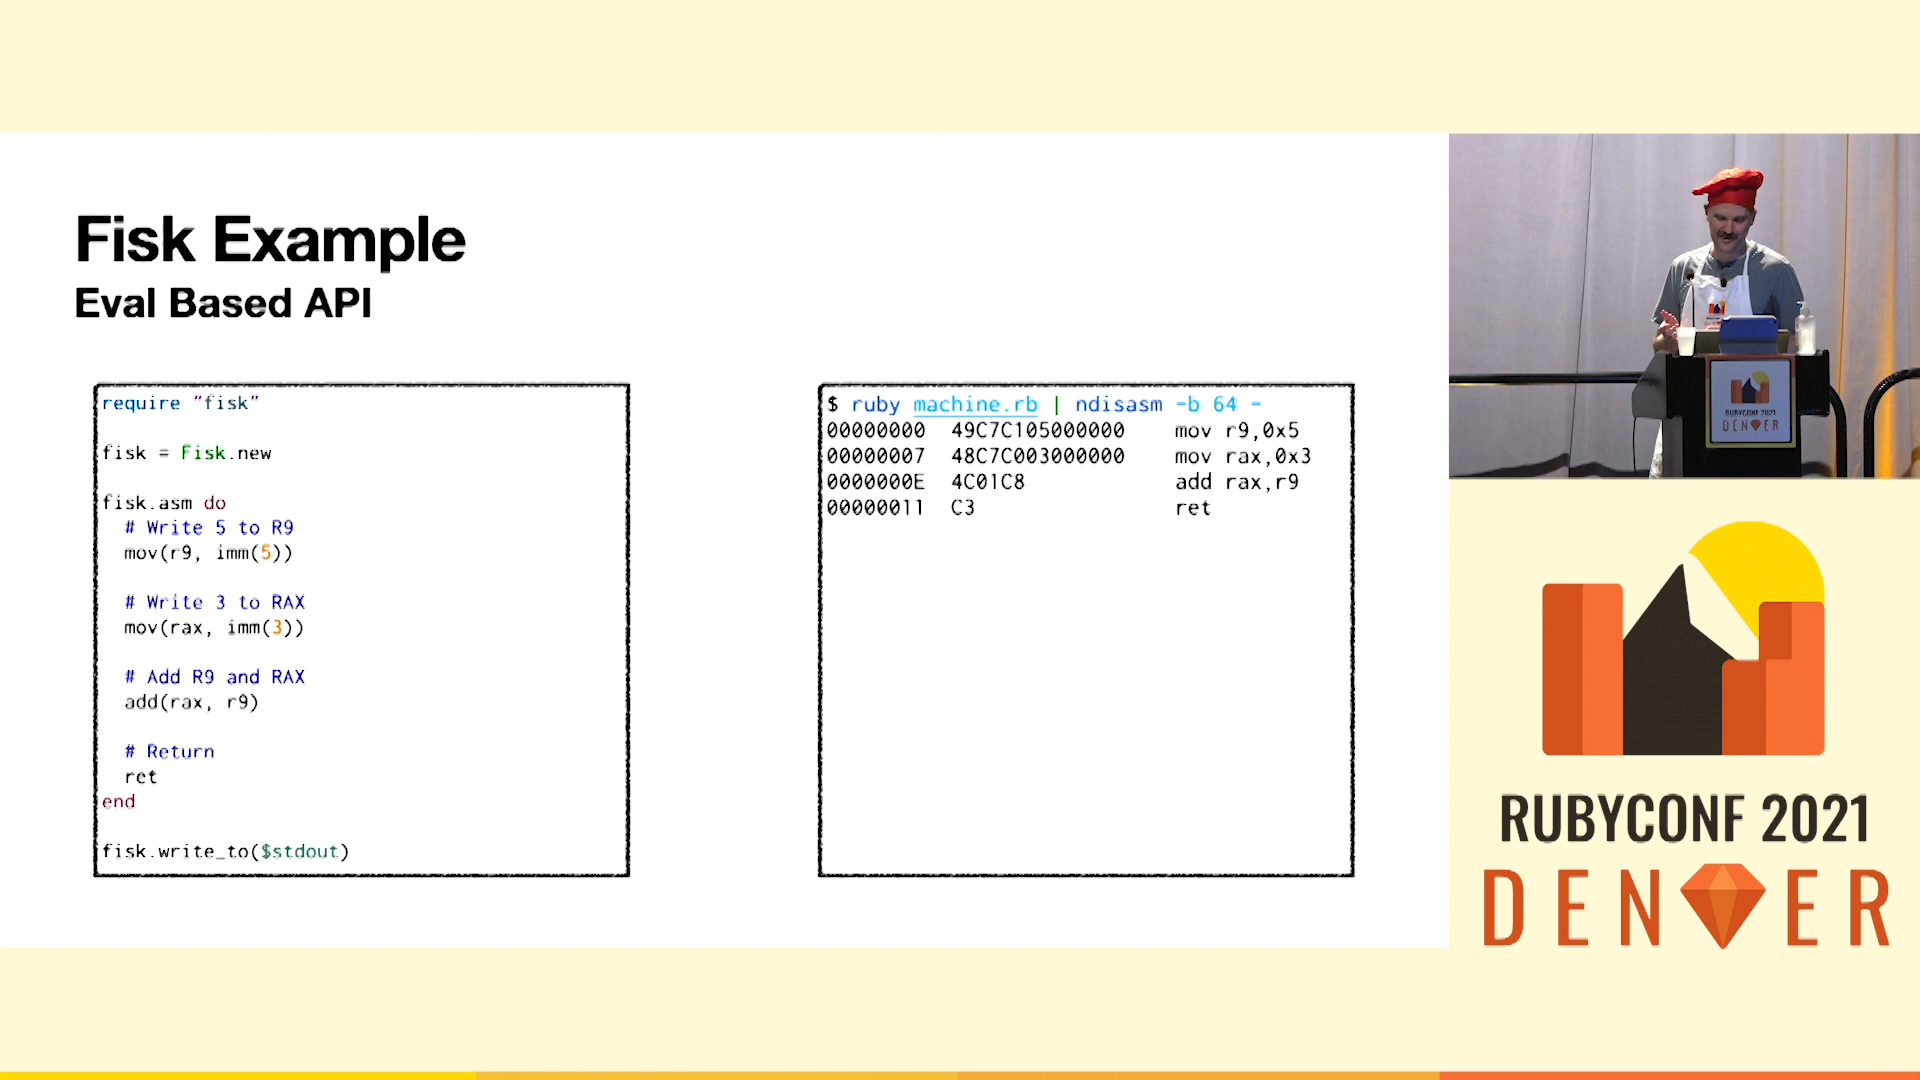 Fisk Example
Eval Based API
require "fisk"
fisk = Fisk.new
fisk.asm do
  # Write 5 to R9
  mov(r9, imm(5))
  # Write 3 to RAX
  mov(rax, imm(3))
  # Add R9 and RAX
  add(rax, r9)
  # Return
  ret
end
fisk.write_to($stdout)
$ ruby machine.rb | ndisasm -b 64 -
00000000  49C7C105000000    mov r9,0x5
00000007  48C7C003000000    mov rax,0x3
0000000E  4C01C8            add rax,r9
00000011  C3                ret
RUBYCONF 2021
DENVER
RUBYCONF 2021
DENVER